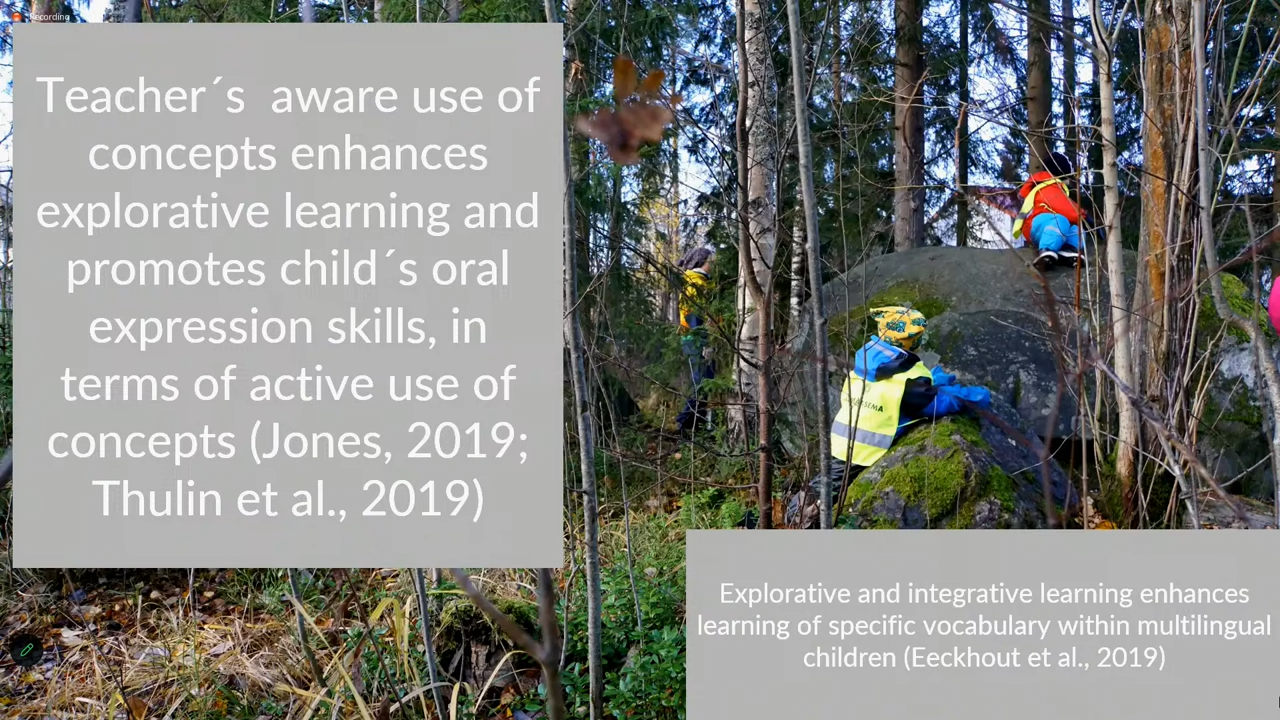 Recording
Teacher´s aware use of
concepts enhances
explorative learning and
promotes child´s oral
expression skills, in
terms of active use of
concepts (Jones, 2019;
Thulin et al., 2019)
Explorative and integrative learning enhances
learning of specific vocabulary within multilingual
children (Eeckhout et al., 2019)